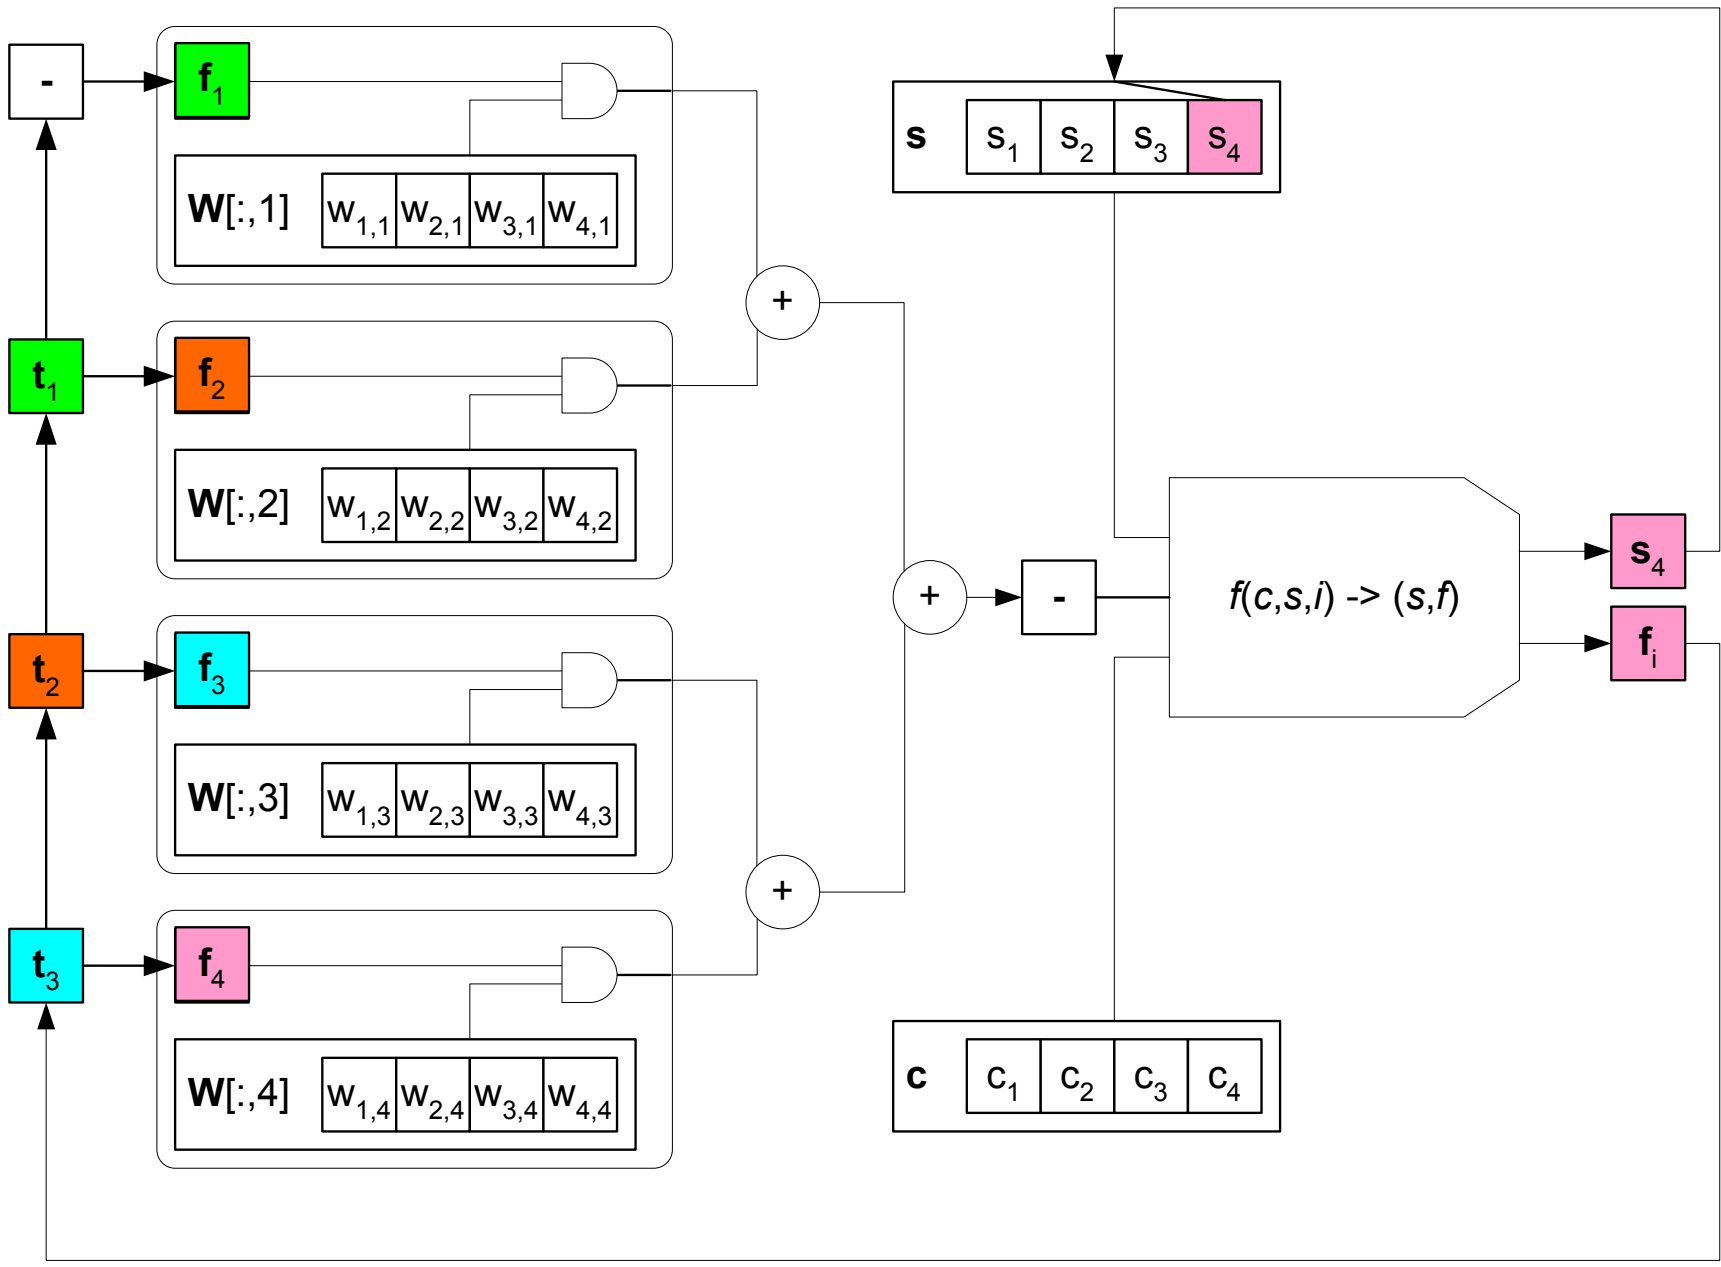 -
f1
W[:,1] w1,1 w2,1 w3,1 w4,1
s s1 s2 s3 s4
+
t1
f2
W[:,2] w1,2 w2,2 w3,2 w4,2
+
-
f(c,s,i) -> (s,f)
s4
fi
t2
f3
W[:,3] w1,3 w2,3 w3,3 w4,3
+
t3
f4
W[:,4] w1,4 w2,4 w3,4 w4,4
c c1 c2 c3 c4